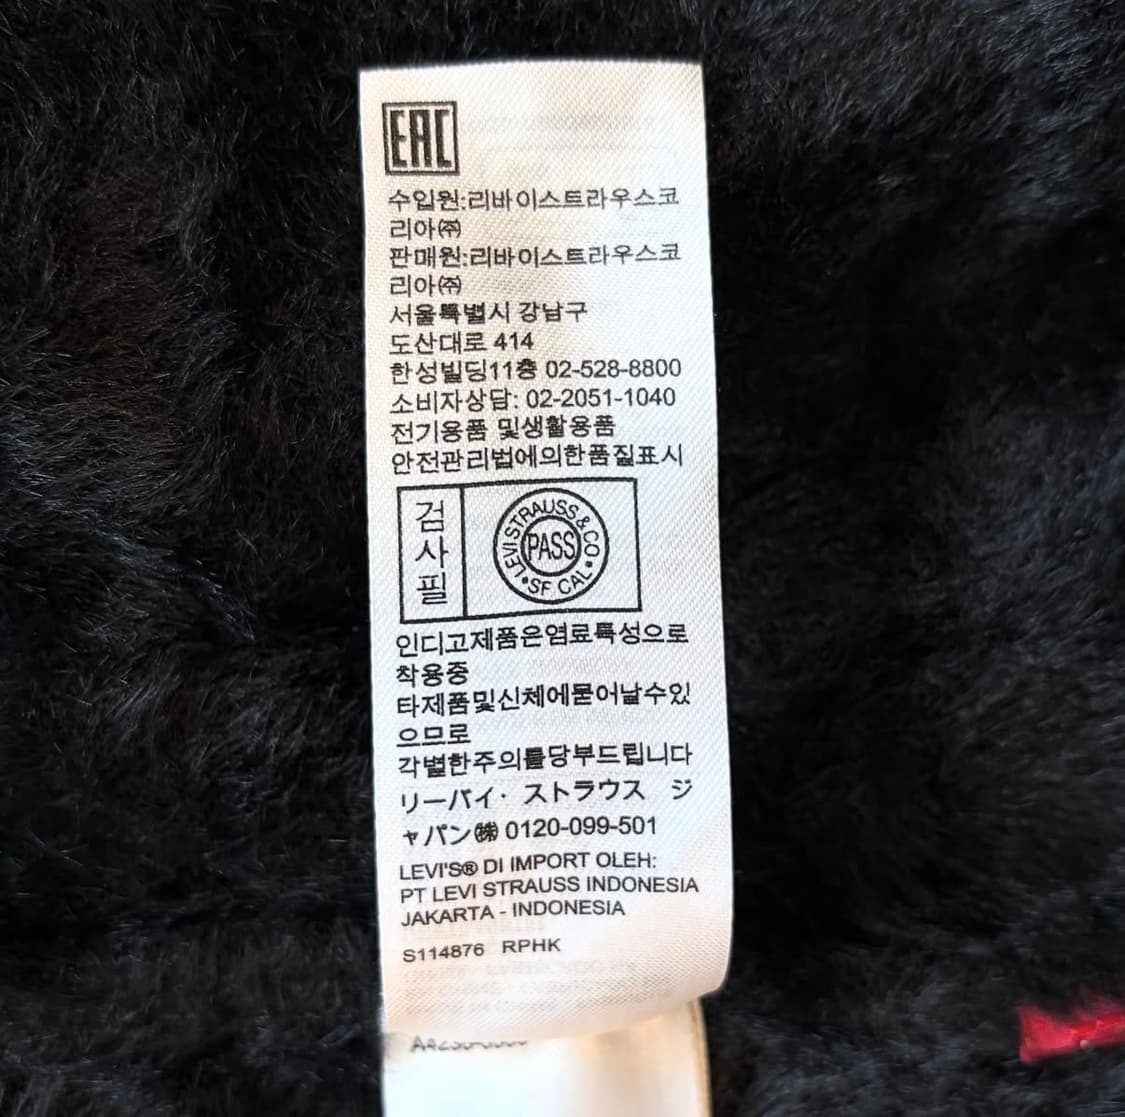 EAC
수입원:리바이스트라우스코
리아㈜
판매원:리바이스트라우스코
리아㈜
서울특별시 강남구
도산대로 414
한성빌딩11층 02-528-8800
소비자상담: 02-2051-1040
전기용품 및생활용품
안전관리법에의한품질표시
검
사
필
LEVI STRAUSS & CO.
PASS
SF CAL
인디고제품은염료특성으로
착용중
타제품및신체에묻어날수있
으므로
각별한주의를당부드립니다
リーバイ・ストラウス　ジ
ャパン㈱ 0120-099-501
LEVI'S® DI IMPORT OLEH:
PT LEVI STRAUSS INDONESIA
JAKARTA - INDONESIA
S114876 RPHK